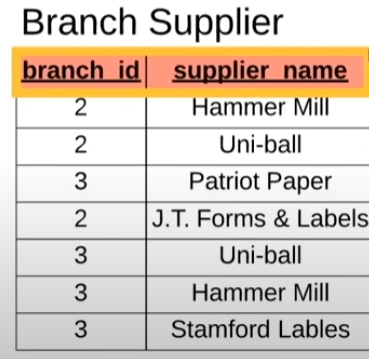 Branch Supplier
branch_id supplier_name
2 Hammer Mill
2 Uni-ball
3 Patriot Paper
2 J.T. Forms & Labels
3 Uni-ball
3 Hammer Mill
3 Stamford Lables